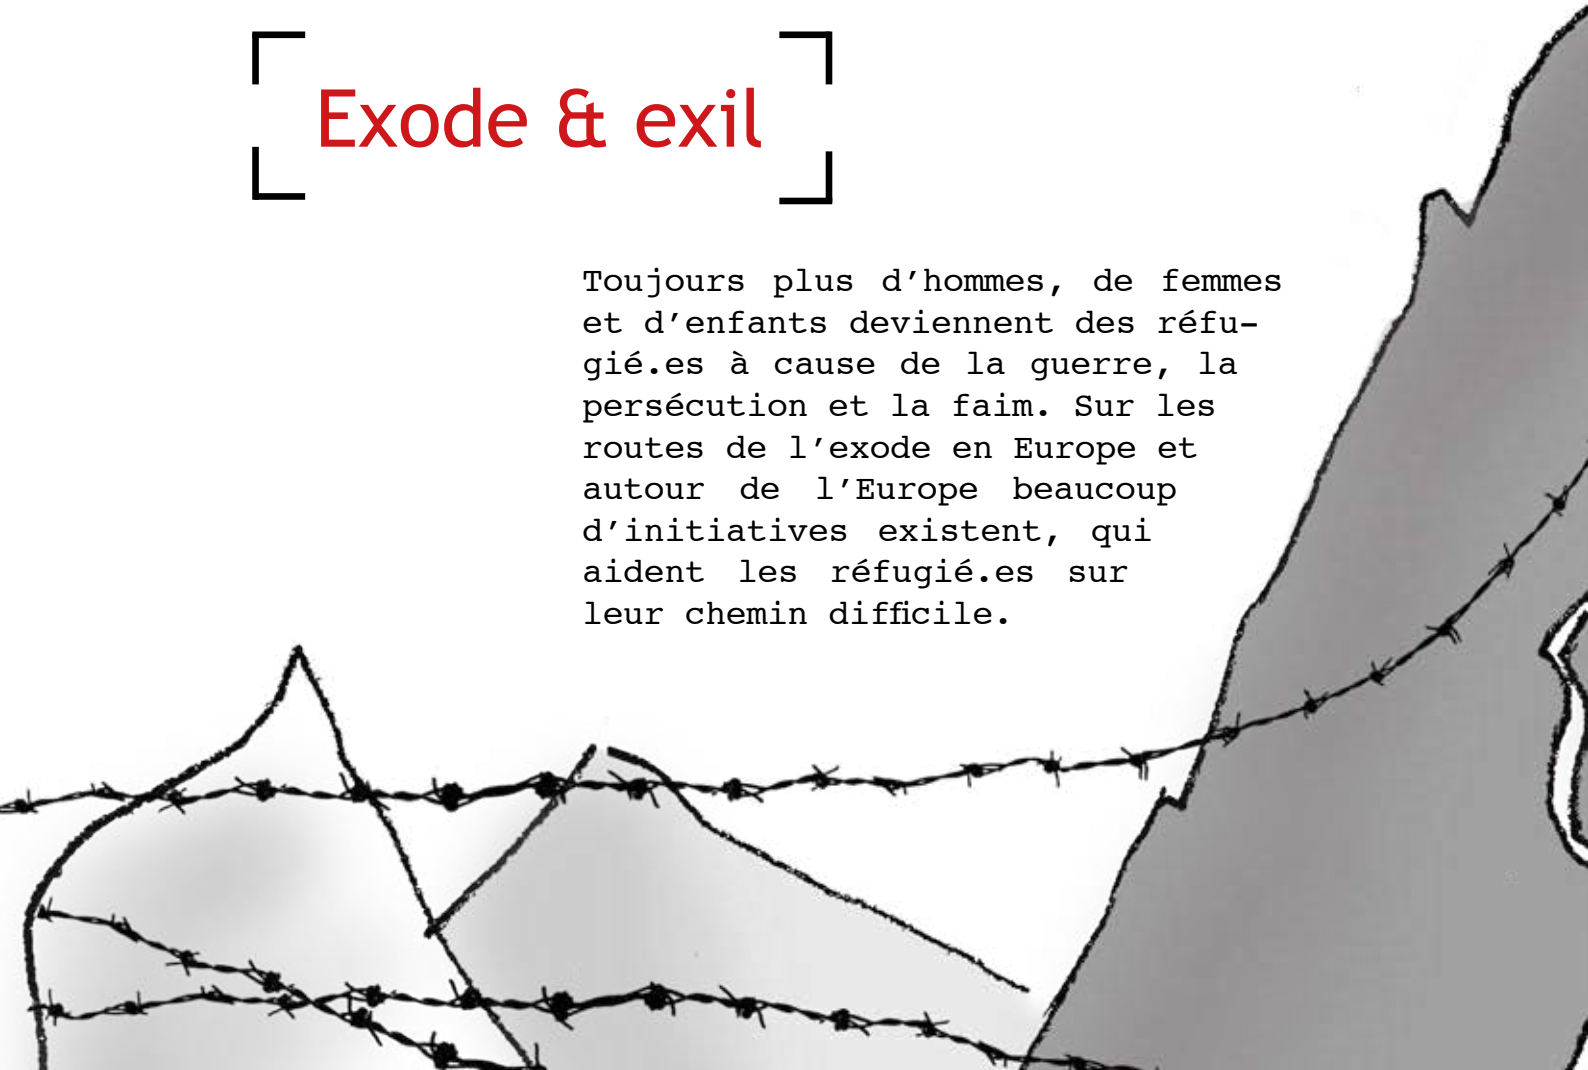 Exode & exil
Toujours plus d’hommes, de femmes
et d’enfants deviennent des réfu-
gié.es à cause de la guerre, la
persécution et la faim. Sur les
routes de l’exode en Europe et
autour de l’Europe beaucoup
d’initiatives existent, qui
aident les réfugié.es sur
leur chemin difficile.